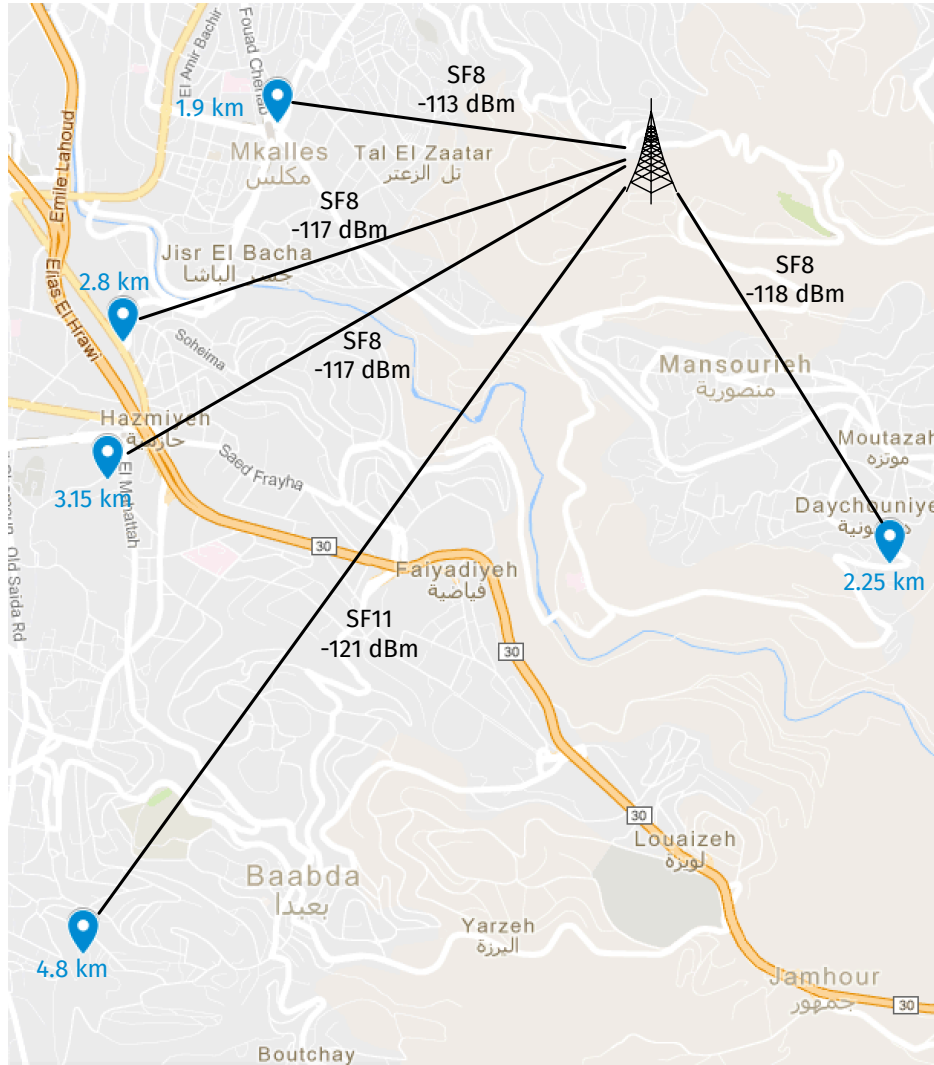 Fouad Chehab
El Amir Bachir
SF8
-113 dBm
1.9 km
Mkalles
مكلس
Tal El Zaatar
تل الزعتر
Emile Lahoud
SF8
-117 dBm
Jisr El Bacha
جسر الباشا
SF8
-118 dBm
2.8 km
Elias El Hrawi
Soheima
SF8
-117 dBm
Mansourieh
منصورية
Hazmiyeh
حازمية
Moutazah
موتزه
Saed Frayha
El Mahattah
3.15 km
Daychouniye
Old Saida Rd
30
Faiyadiyeh
فياضية
2.25 km
SF11
-121 dBm
30
30
Louaizeh
لويزة
Baabda
بعبدا
Yarzeh
اليرزة
4.8 km
Jamhour
جمهور
30
Boutchay